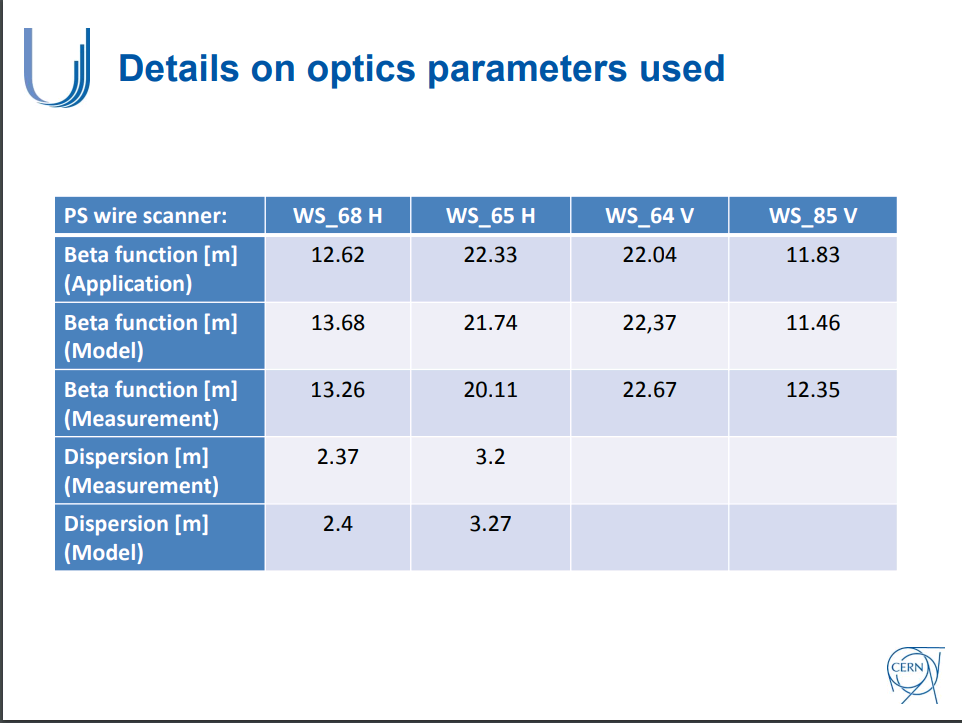 Details on optics parameters used
PS wire scanner: WS_68 H WS_65 H WS_64 V WS_85 V
Beta function [m] 12.62 22.33 22.04 11.83
(Application)
Beta function [m] 13.68 21.74 22,37 11.46
(Model)
Beta function [m] 13.26 20.11 22.67 12.35
(Measurement)
Dispersion [m] 2.37 3.2
(Measurement)
Dispersion [m] 2.4 3.27
(Model)
CERN